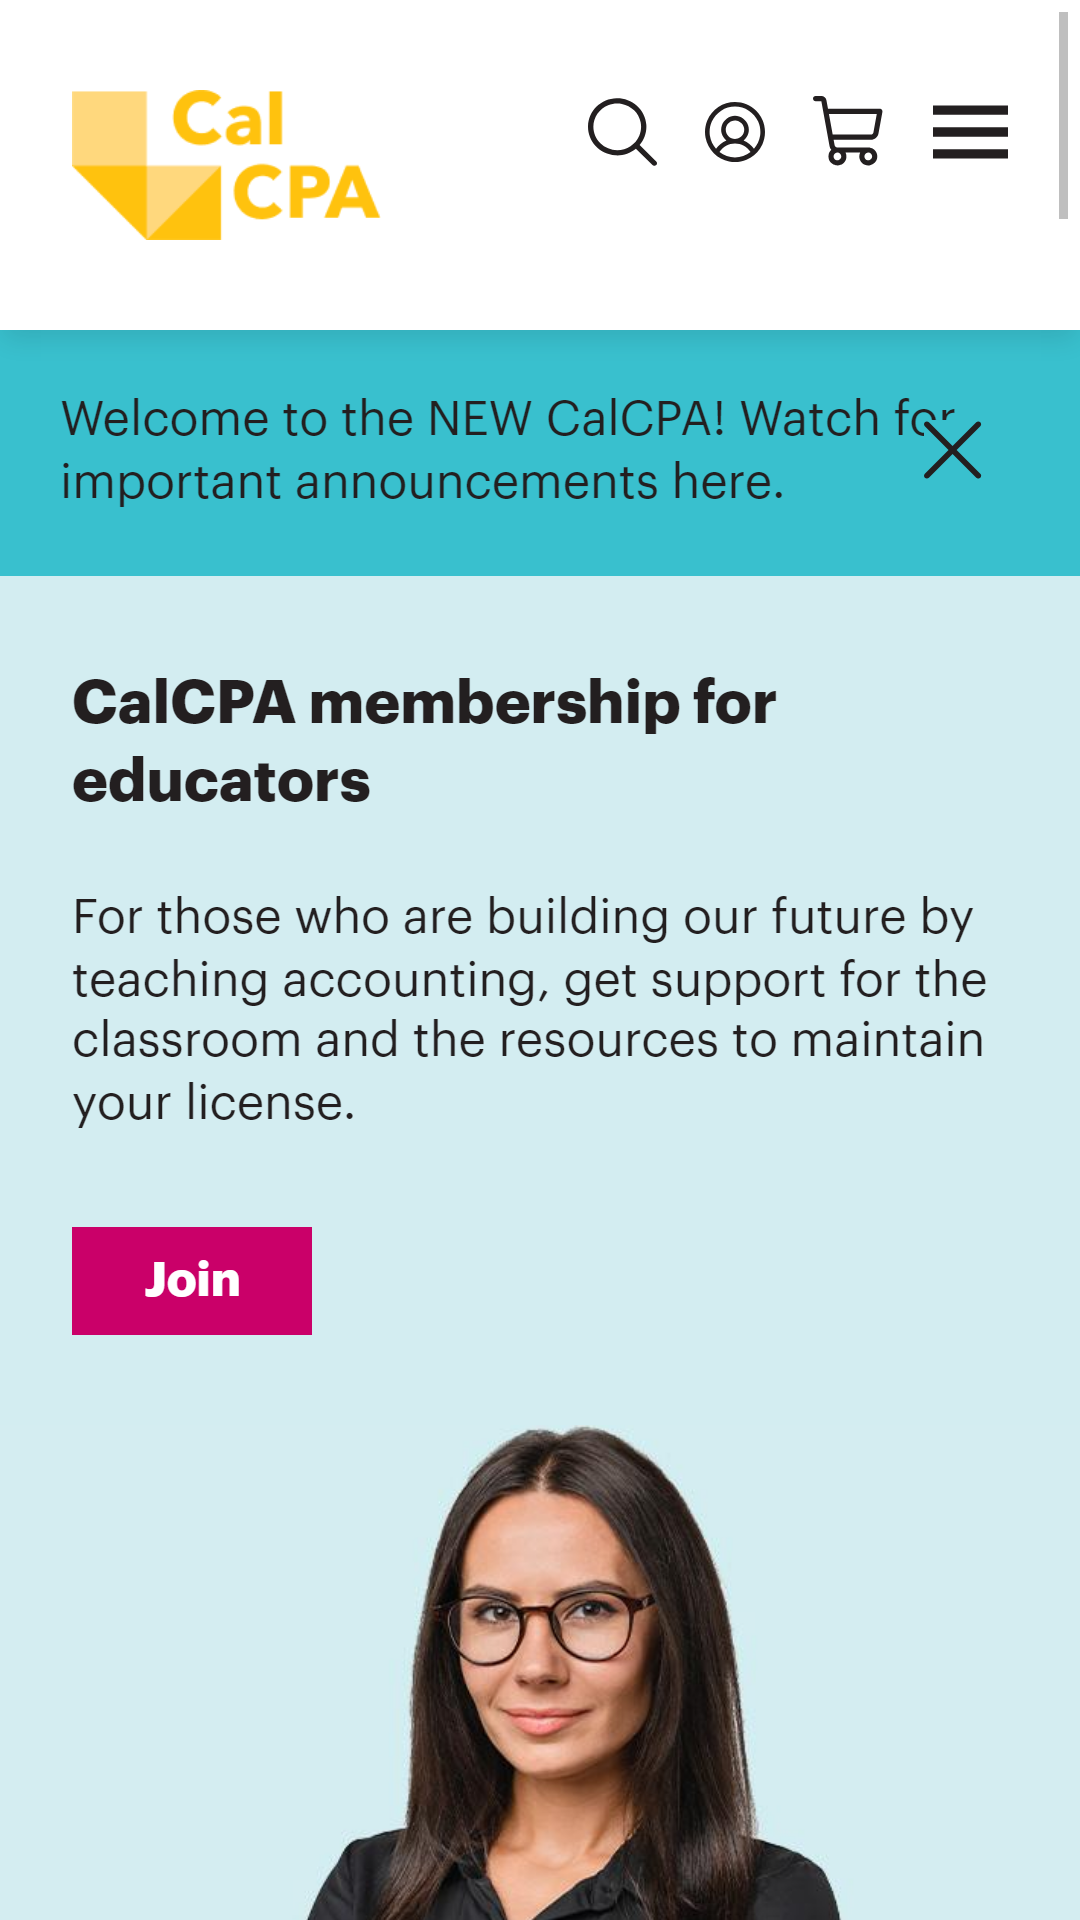 Cal
CPA
Welcome to the NEW CalCPA! Watch for
important announcements here.
CalCPA membership for
educators
For those who are building our future by
teaching accounting, get support for the
classroom and the resources to maintain
your license.
Join